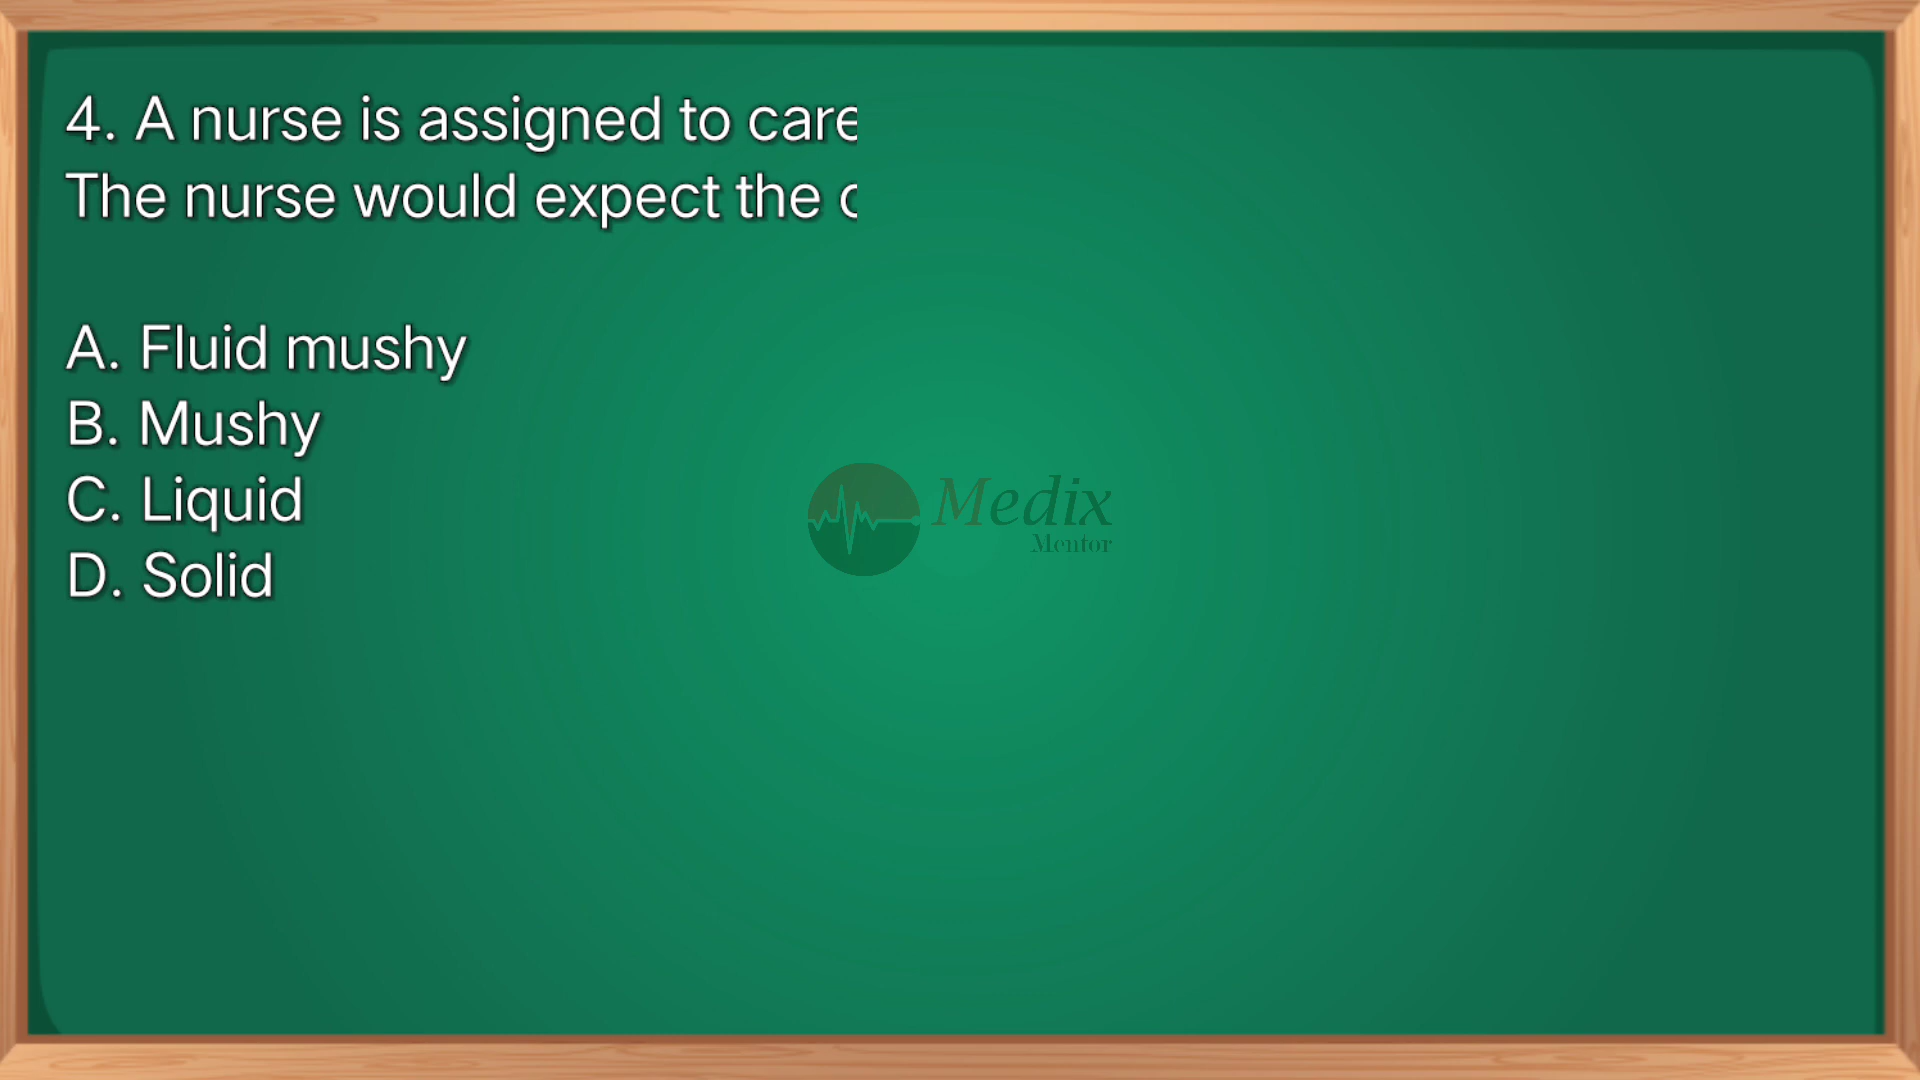 4. A nurse is assigned to care
The nurse would expect the
A. Fluid mushy
B. Mushy
C. Liquid
D. Solid
Medix
Mentor